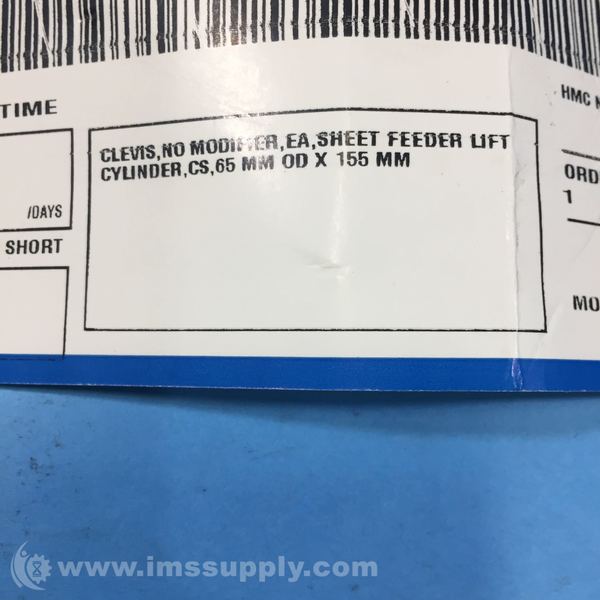 TIME
HMC
CLEVIS,NO MODIFIER,EA,SHEET FEEDER LIFT
CYLINDER,CS,65 MM OD X 155 MM
/DAYS
ORD
1
SHORT
MO
www.imssupply.com